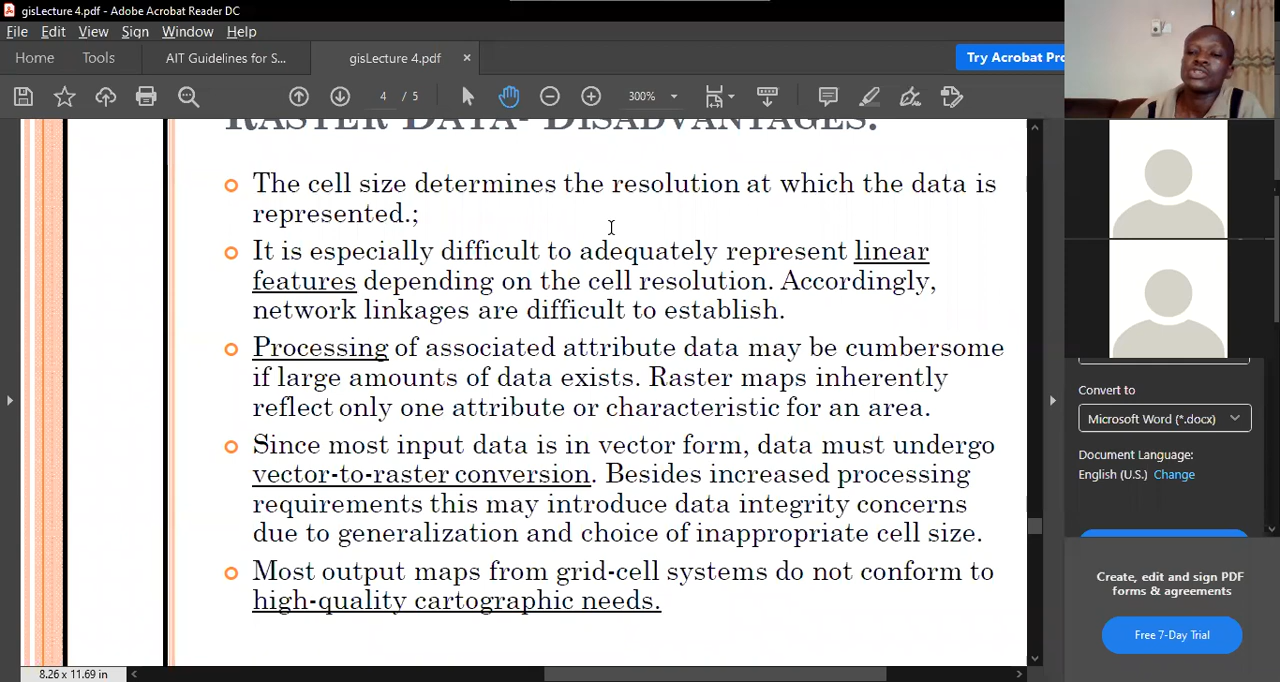 gisLecture 4.pdf - Adobe Acrobat Reader DC
File Edit View Window Help
Home Tools AIT Guidelines for S... gisLecture 4.pdf × Try Acrobat Pro
4 / 5 300%
RASTER DATA- DISADVANTAGES:
The cell size determines the resolution at which the data is
represented.;
It is especially difficult to adequately represent linear
features depending on the cell resolution. Accordingly,
network linkages are difficult to establish.
Processing of associated attribute data may be cumbersome
if large amounts of data exists. Raster maps inherently
reflect only one attribute or characteristic for an area.
Since most input data is in vector form, data must undergo
vector-to-raster conversion. Besides increased processing
requirements this may introduce data integrity concerns
due to generalization and choice of inappropriate cell size.
Most output maps from grid-cell systems do not conform to
high-quality cartographic needs.
8.26 x 11.69 in
Convert to
Microsoft Word (*.docx)
Document Language:
English (U.S.) Change
Create, edit and sign PDF
forms & agreements
Free 7-Day Trial